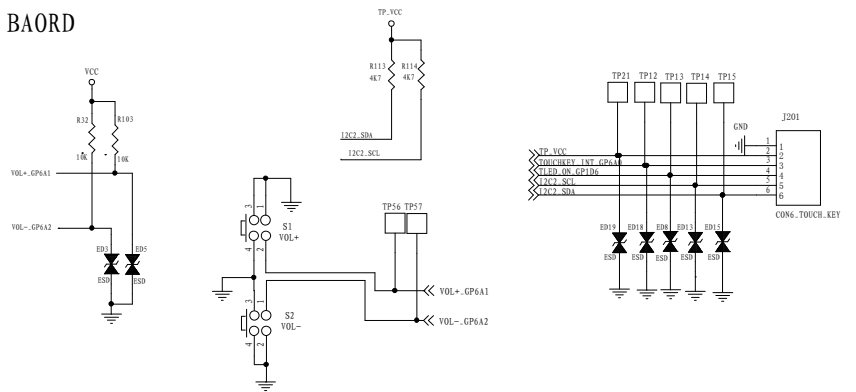 BAORD
VCC
R32
10K
R103
10K
VOL+_GP6A1
VOL-_GP6A2
ED3
ESD
ED5
ESD
TP_VCC
R113
4K7
R114
4K7
I2C2_SDA
I2C2_SCL
3
1
S1
VOL+
4
2
3
1
S2
VOL-
4
2
TP56
TP57
VOL+_GP6A1
VOL-_GP6A2
TP21
TP12
TP13
TP14
TP15
J201
GND
TP_VCC
TOUCHKEY_INT_GP6A0
TLED_ON_GP1D6
I2C2_SCL
I2C2_SDA
1
2
3
4
5
6
1
2
3
4
5
6
CON6_TOUCH_KEY
ED19
ESD
ED18
ESD
ED8
ESD
ED13
ESD
ED15
ESD